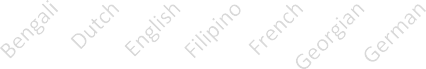 Bengali
Dutch
English
Filipino
French
Georgian
German